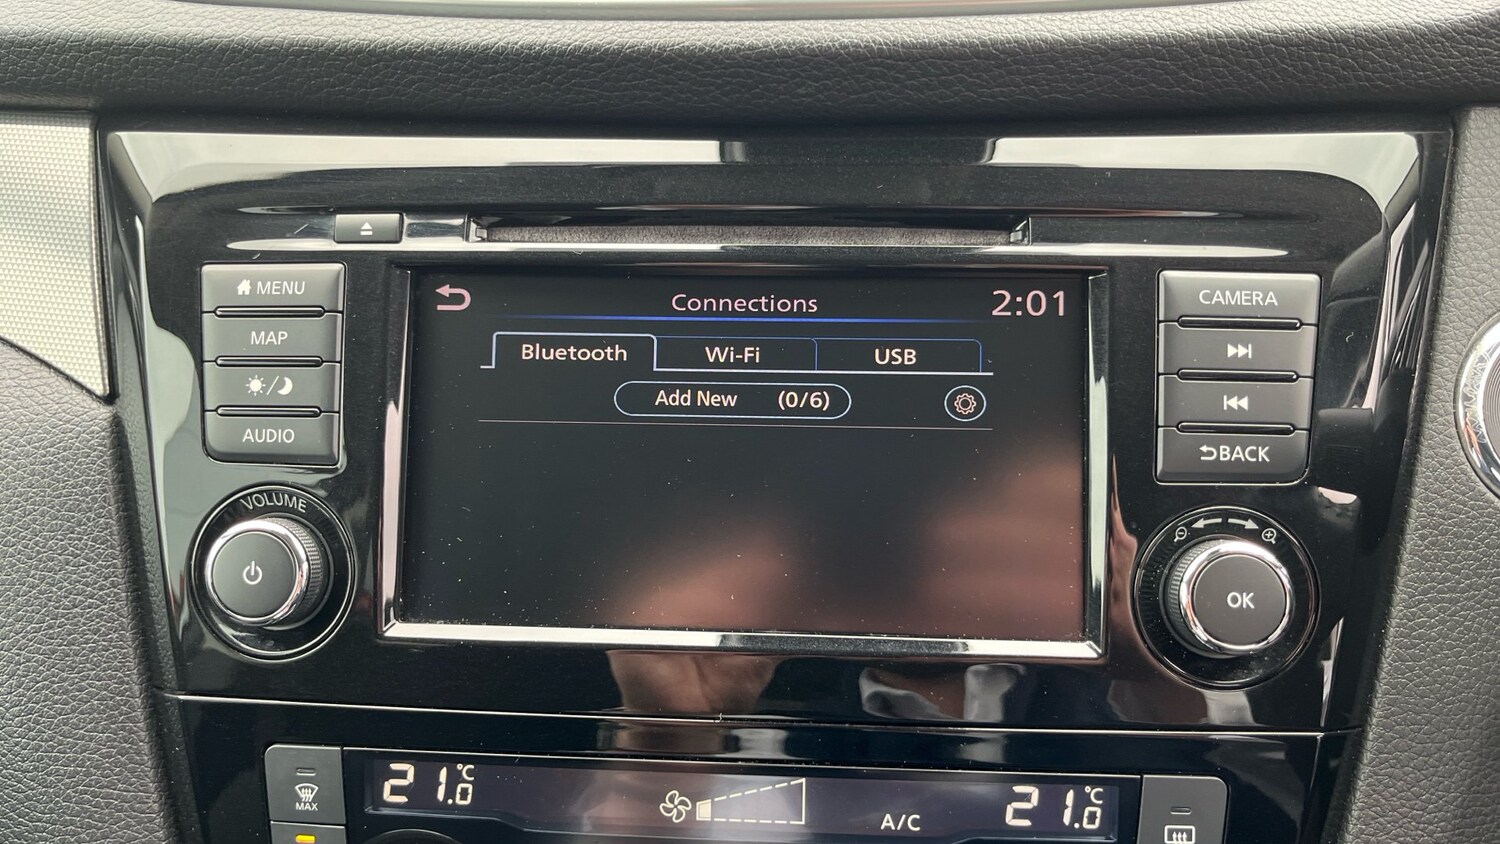 MENU
MAP
AUDIO
VOLUME
Connections
2:01
Bluetooth
Wi-Fi
USB
Add New (0/6)
CAMERA
BACK
OK
MAX
21.0°C
A/C
21.0°C